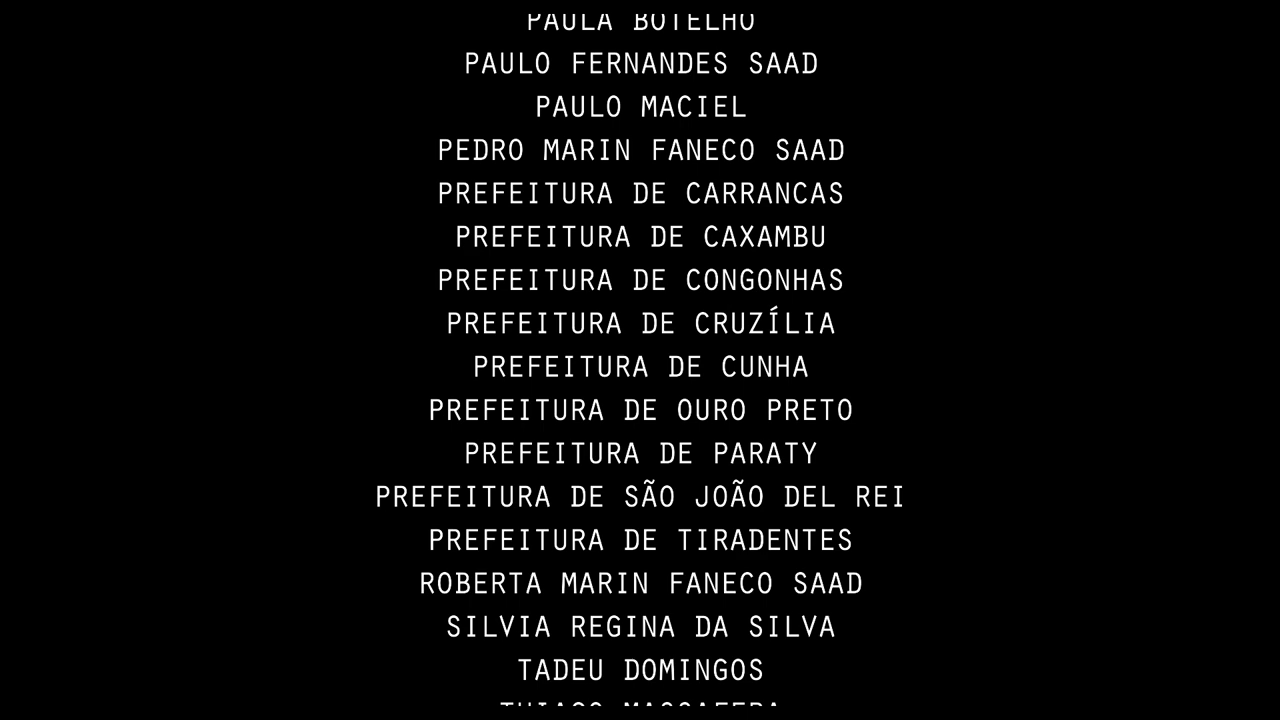 PAULA BOTELHO
PAULO FERNANDES SAAD
PAULO MACIEL
PEDRO MARIN FANECO SAAD
PREFEITURA DE CARRANCAS
PREFEITURA DE CAXAMBU
PREFEITURA DE CONGONHAS
PREFEITURA DE CRUZÍLIA
PREFEITURA DE CUNHA
PREFEITURA DE OURO PRETO
PREFEITURA DE PARATY
PREFEITURA DE SÃO JOÃO DEL REI
PREFEITURA DE TIRADENTES
ROBERTA MARIN FANECO SAAD
SILVIA REGINA DA SILVA
TADEU DOMINGOS